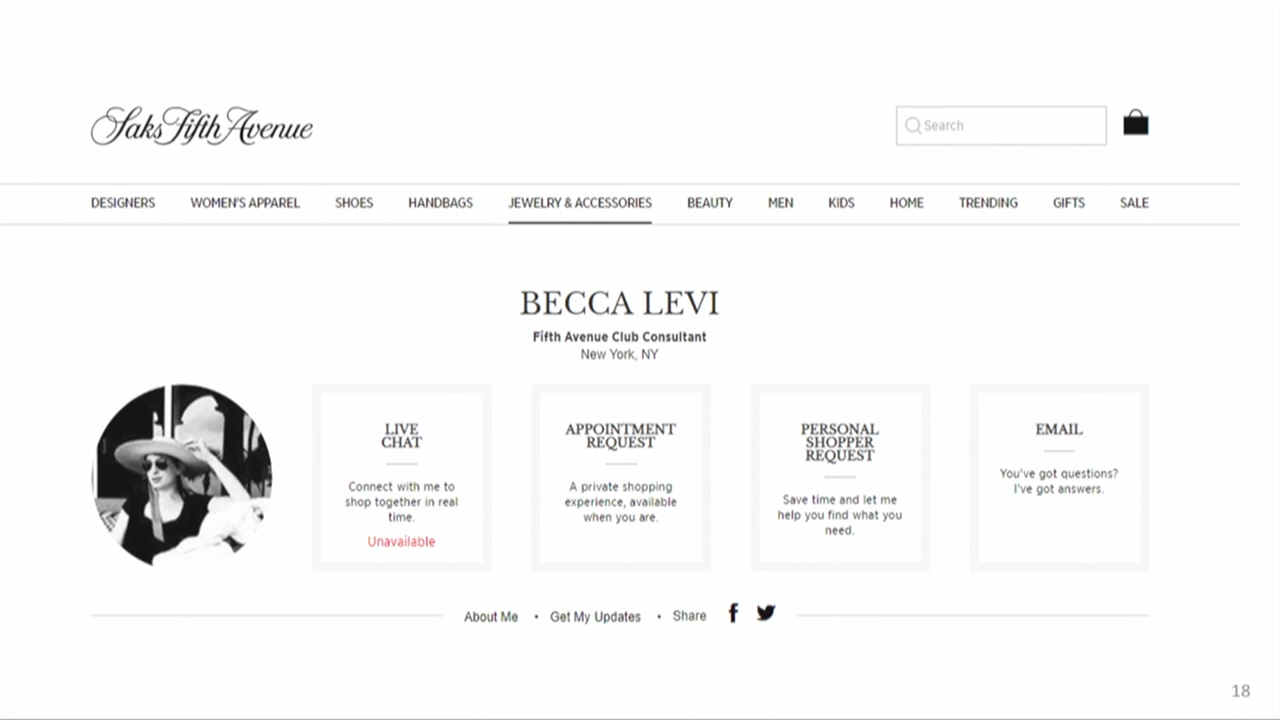 Saks Fifth Avenue
Search
DESIGNERS WOMEN'S APPAREL SHOES HANDBAGS JEWELRY & ACCESSORIES BEAUTY MEN KIDS HOME TRENDING GIFTS SALE
BECCA LEVI
Fifth Avenue Club Consultant
New York, NY
LIVE
CHAT
Connect with me to
shop together in real
time.
Unavailable
APPOINTMENT
REQUEST
A private shopping
experience, available
when you are.
PERSONAL
SHOPPER
REQUEST
Save time and let me
help you find what you
need.
EMAIL
You've got questions?
I've got answers.
About Me • Get My Updates • Share
18